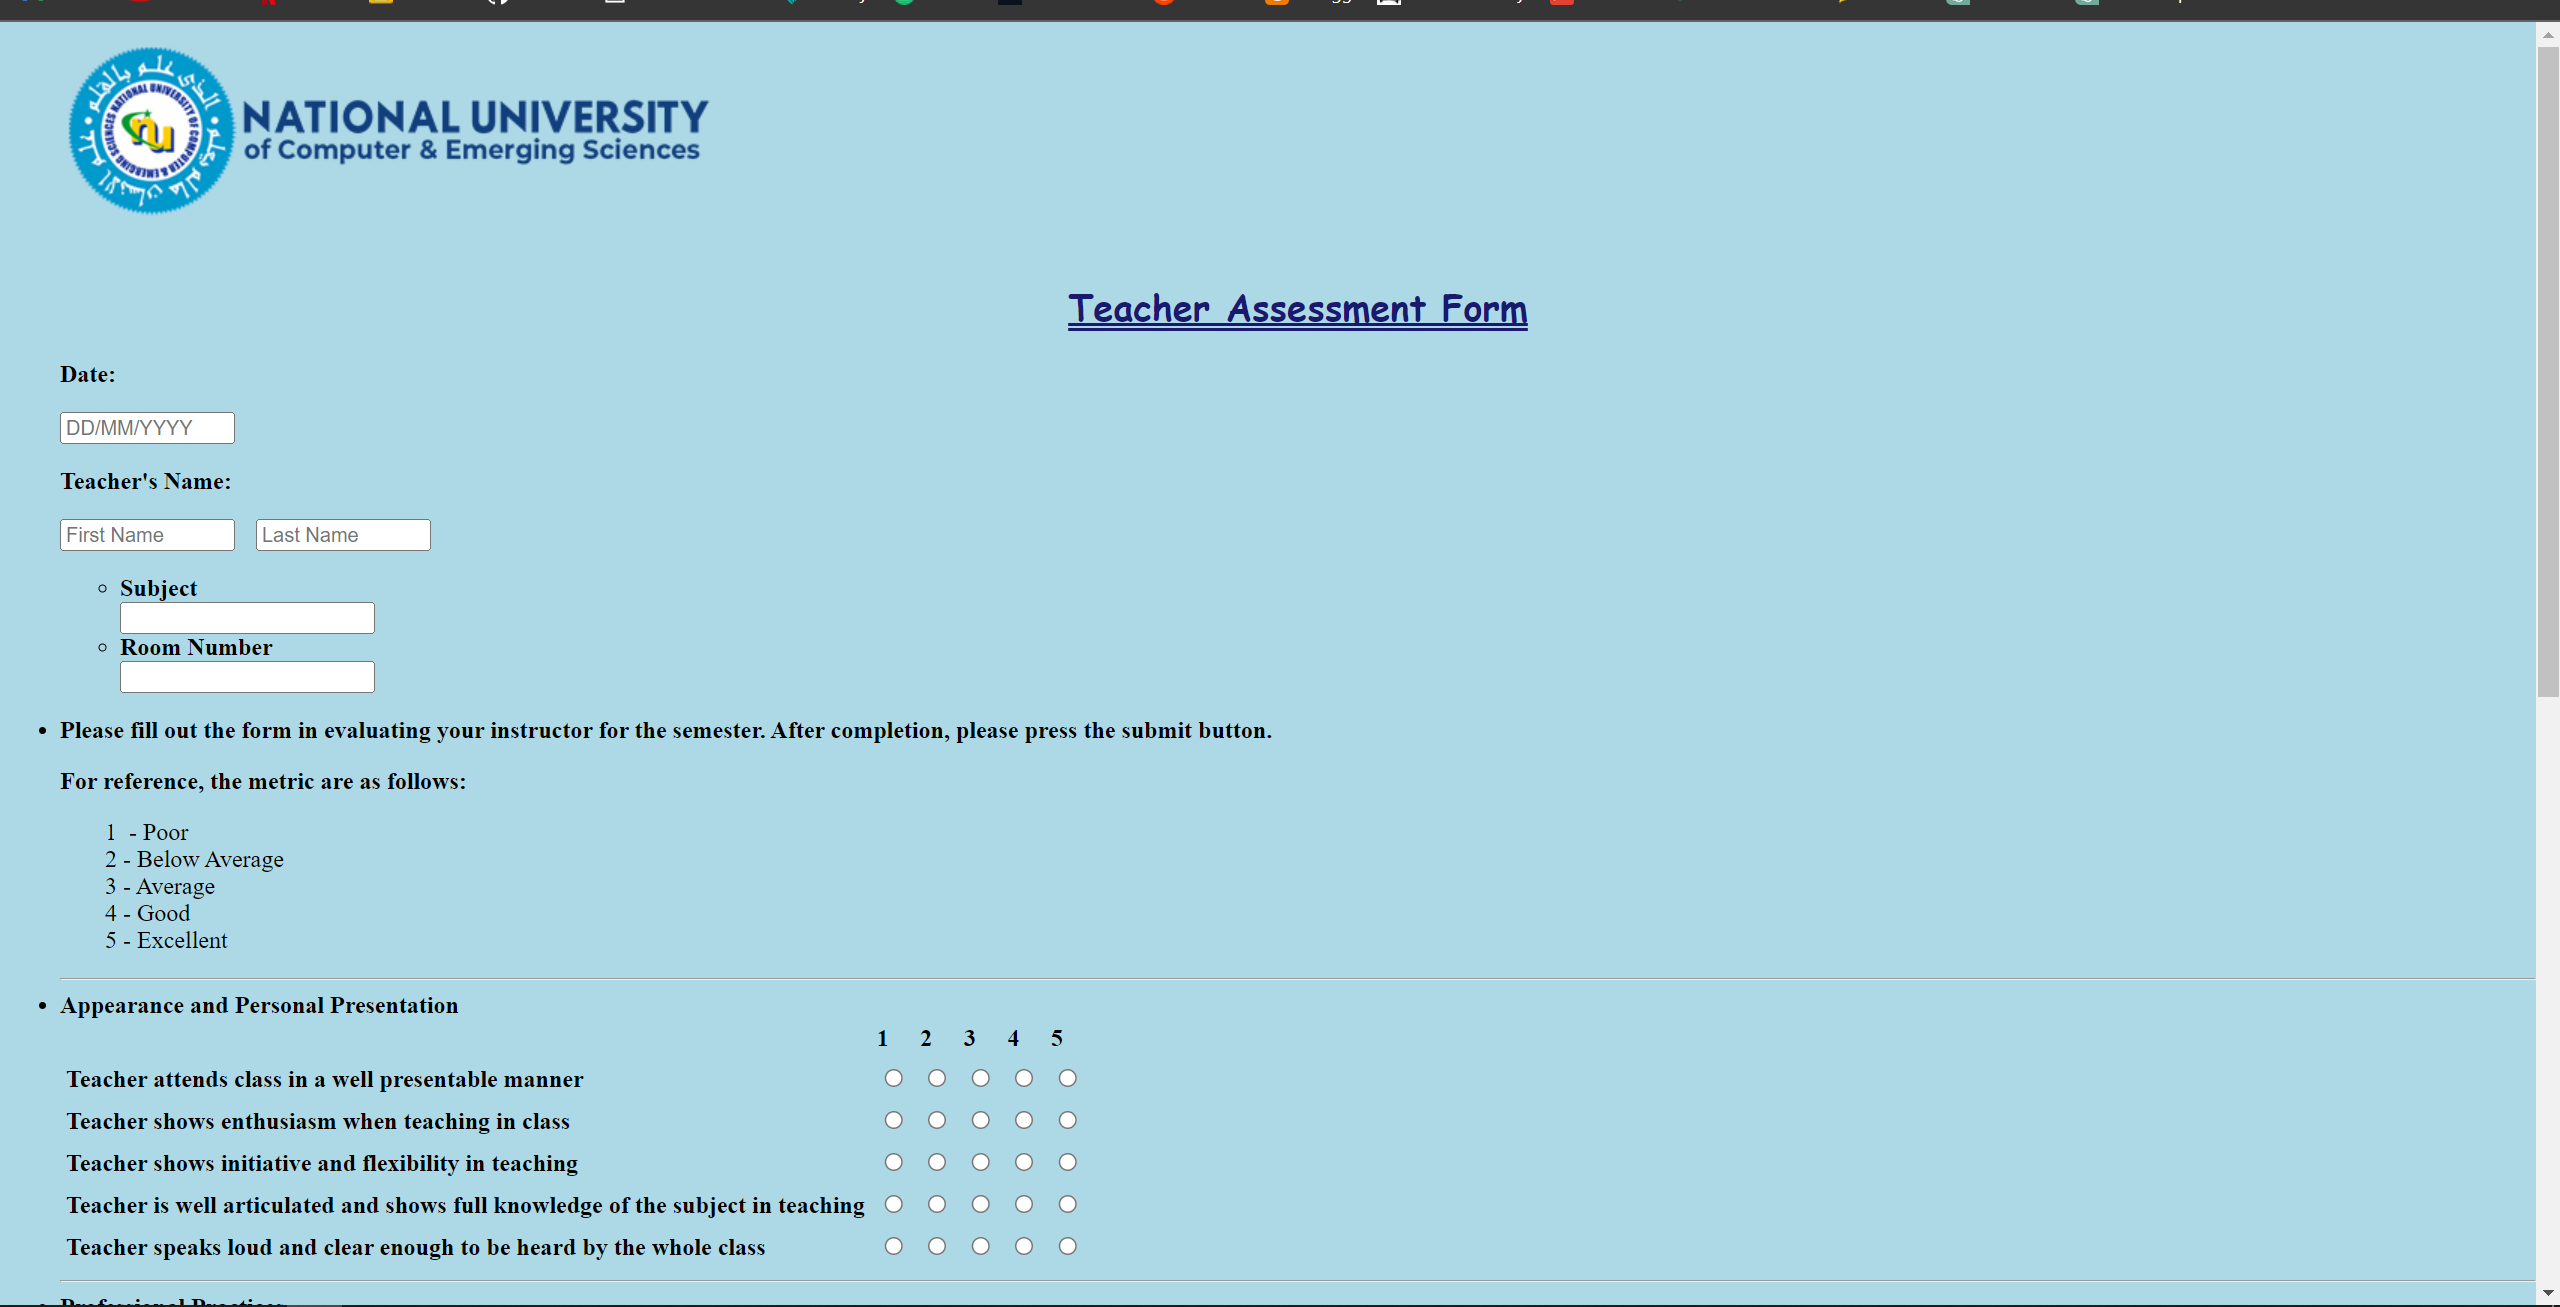 NATIONAL UNIVERSITY
of Computer & Emerging Sciences
Teacher Assessment Form
Date:
DD/MM/YYYY
Teacher's Name:
First Name Last Name
Subject
Room Number
Please fill out the form in evaluating your instructor for the semester. After completion, please press the submit button.
For reference, the metric are as follows:
1 - Poor
2 - Below Average
3 - Average
4 - Good
5 - Excellent
Appearance and Personal Presentation
1 2 3 4 5
Teacher attends class in a well presentable manner
Teacher shows enthusiasm when teaching in class
Teacher shows initiative and flexibility in teaching
Teacher is well articulated and shows full knowledge of the subject in teaching
Teacher speaks loud and clear enough to be heard by the whole class
Professional Practices